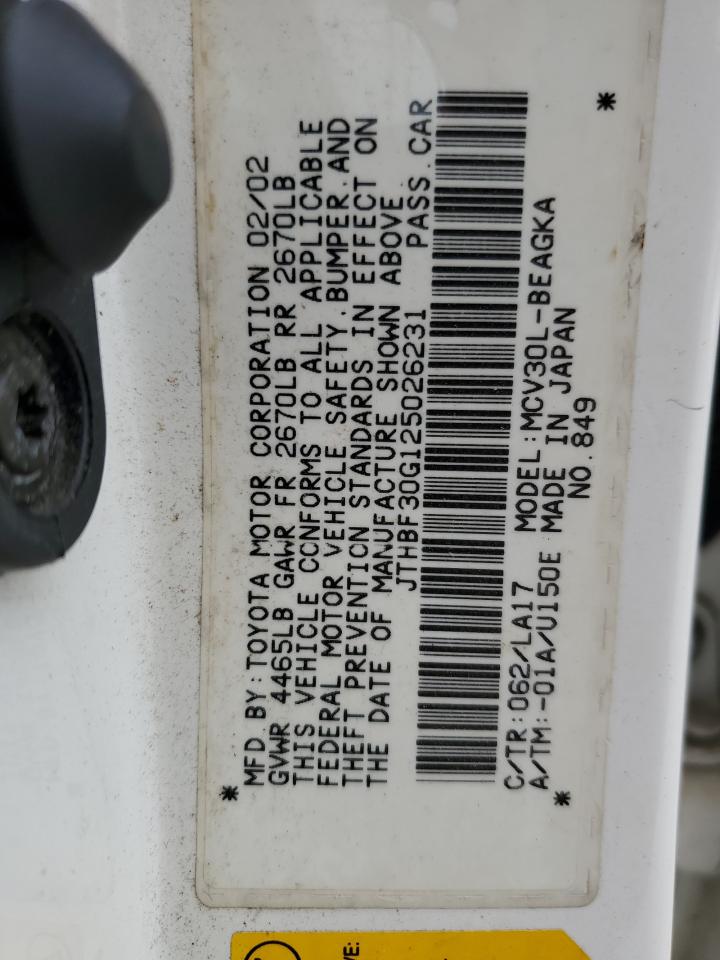 *
*
MFD BY:TOYOTA MOTOR CORPORATION 02/02
GVWR 4465LB GAWR FR 2670LB RR 2670LB
THIS VEHICLE CONFORMS TO ALL APPLICABLE
FEDERAL MOTOR VEHICLE SAFETY,BUMPER,AND
THEFT PREVENTION STANDARDS IN EFFECT ON
THE DATE OF MANUFACTURE SHOWN ABOVE
JTHBF30G125026231 PASS.CAR
C/TR:062/LA17 MODEL:MCV30L-BEAGKA
A/TM:-01A/U150E MADE IN JAPAN
* NO.849
VE: